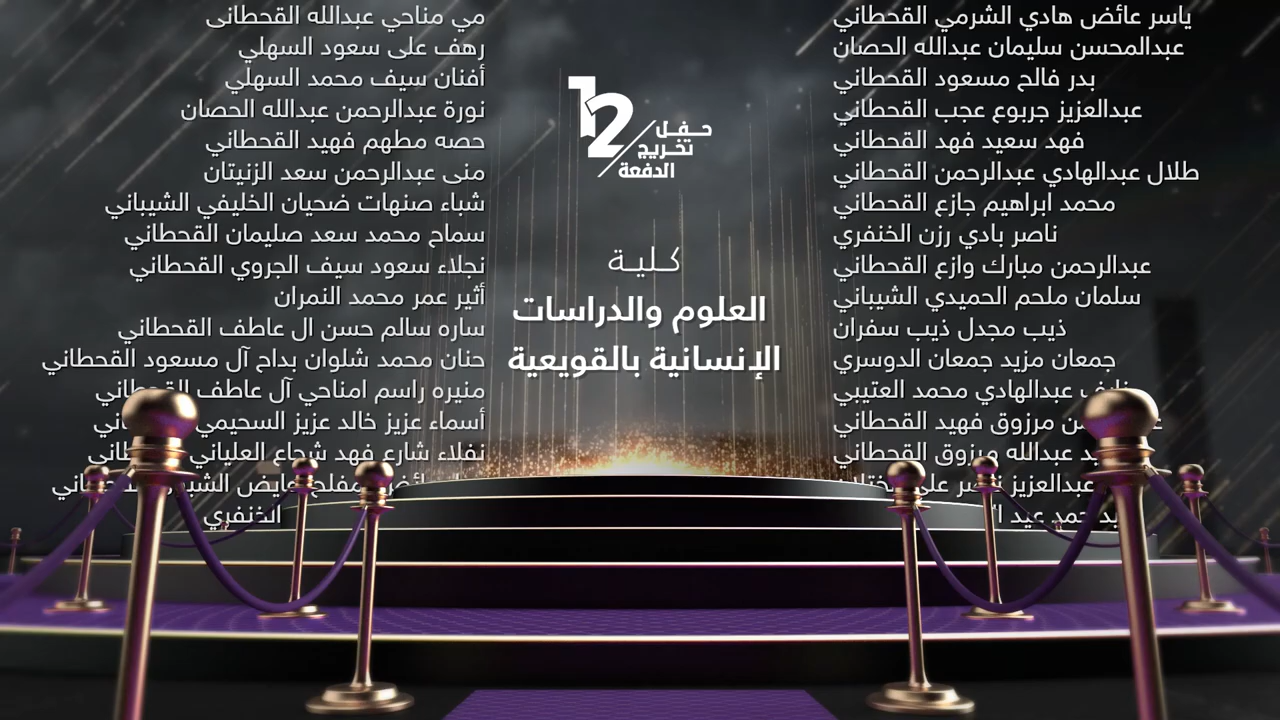 ياسر عائض هادي الشرمي القحطاني
عبدالمحسن سليمان عبدالله الحصان
بدر فالح مسعود القحطاني
عبدالعزيز جربوع عجب القحطاني
فهد سعيد فهد القحطاني
طلال عبدالهادي عبدالرحمن القحطاني
محمد ابراهيم جازع القحطاني
ناصر بادي رزن الخنفري
عبدالرحمن مبارك وازع القحطاني
سلمان ملحم الحميدي الشيباني
ذيب مجدل ذيب سفران
جمعان مزيد جمعان الدوسري
عبدالهادي محمد العتيبي
مرزوق فهيد القحطاني
عبدالله مرزوق القحطاني
عبدالعزيز ناصر علي
حمد عيد
12
حفل
تخريج
الدفعة
كلية
العلوم والدراسات
الإنسانية بالقويعية
مي مناحي عبدالله القحطاني
رهف على سعود السهلي
أفنان سيف محمد السهلي
نورة عبدالرحمن عبدالله الحصان
حصه مطهم فهيد القحطاني
منى عبدالرحمن سعد الزنيتان
شباء صنهات ضحيان الخليفي الشيباني
سماح محمد سعد صليمان القحطاني
نجلاء سعود سيف الجروي القحطاني
أثير عمر محمد النمران
ساره سالم حسن ال عاطف القحطاني
حنان محمد شلوان بداح آل مسعود القحطاني
منيره راسم امناحي آل عاطف القحطاني
أسماء عزيز خالد عزيز السحيمي
نفلاء شارع فهد شجاع العلياني
مفلح عايض
الخنفري